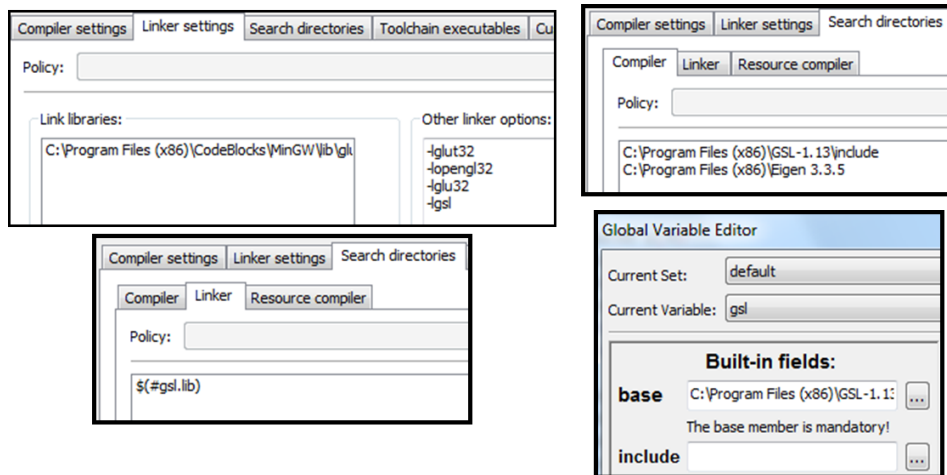 Compiler settings Linker settings Search directories Toolchain executables Cu
Policy:
Link libraries:
C:\Program Files (x86)\CodeBlocks\MinGW\lib\glu
Other linker options:
-lglut32
-lopengl32
-lglu32
-lgsl
Compiler settings Linker settings Search directories
Compiler Linker Resource compiler
Policy:
C:\Program Files (x86)\GSL-1.13\include
C:\Program Files (x86)\Eigen 3.3.5
Compiler settings Linker settings Search directories
Compiler Linker Resource compiler
Policy:
$(#gsl.lib)
Global Variable Editor
Current Set: default
Current Variable: gsl
Built-in fields:
base C:\Program Files (x86)\GSL-1.13 ...
The base member is mandatory!
include ...